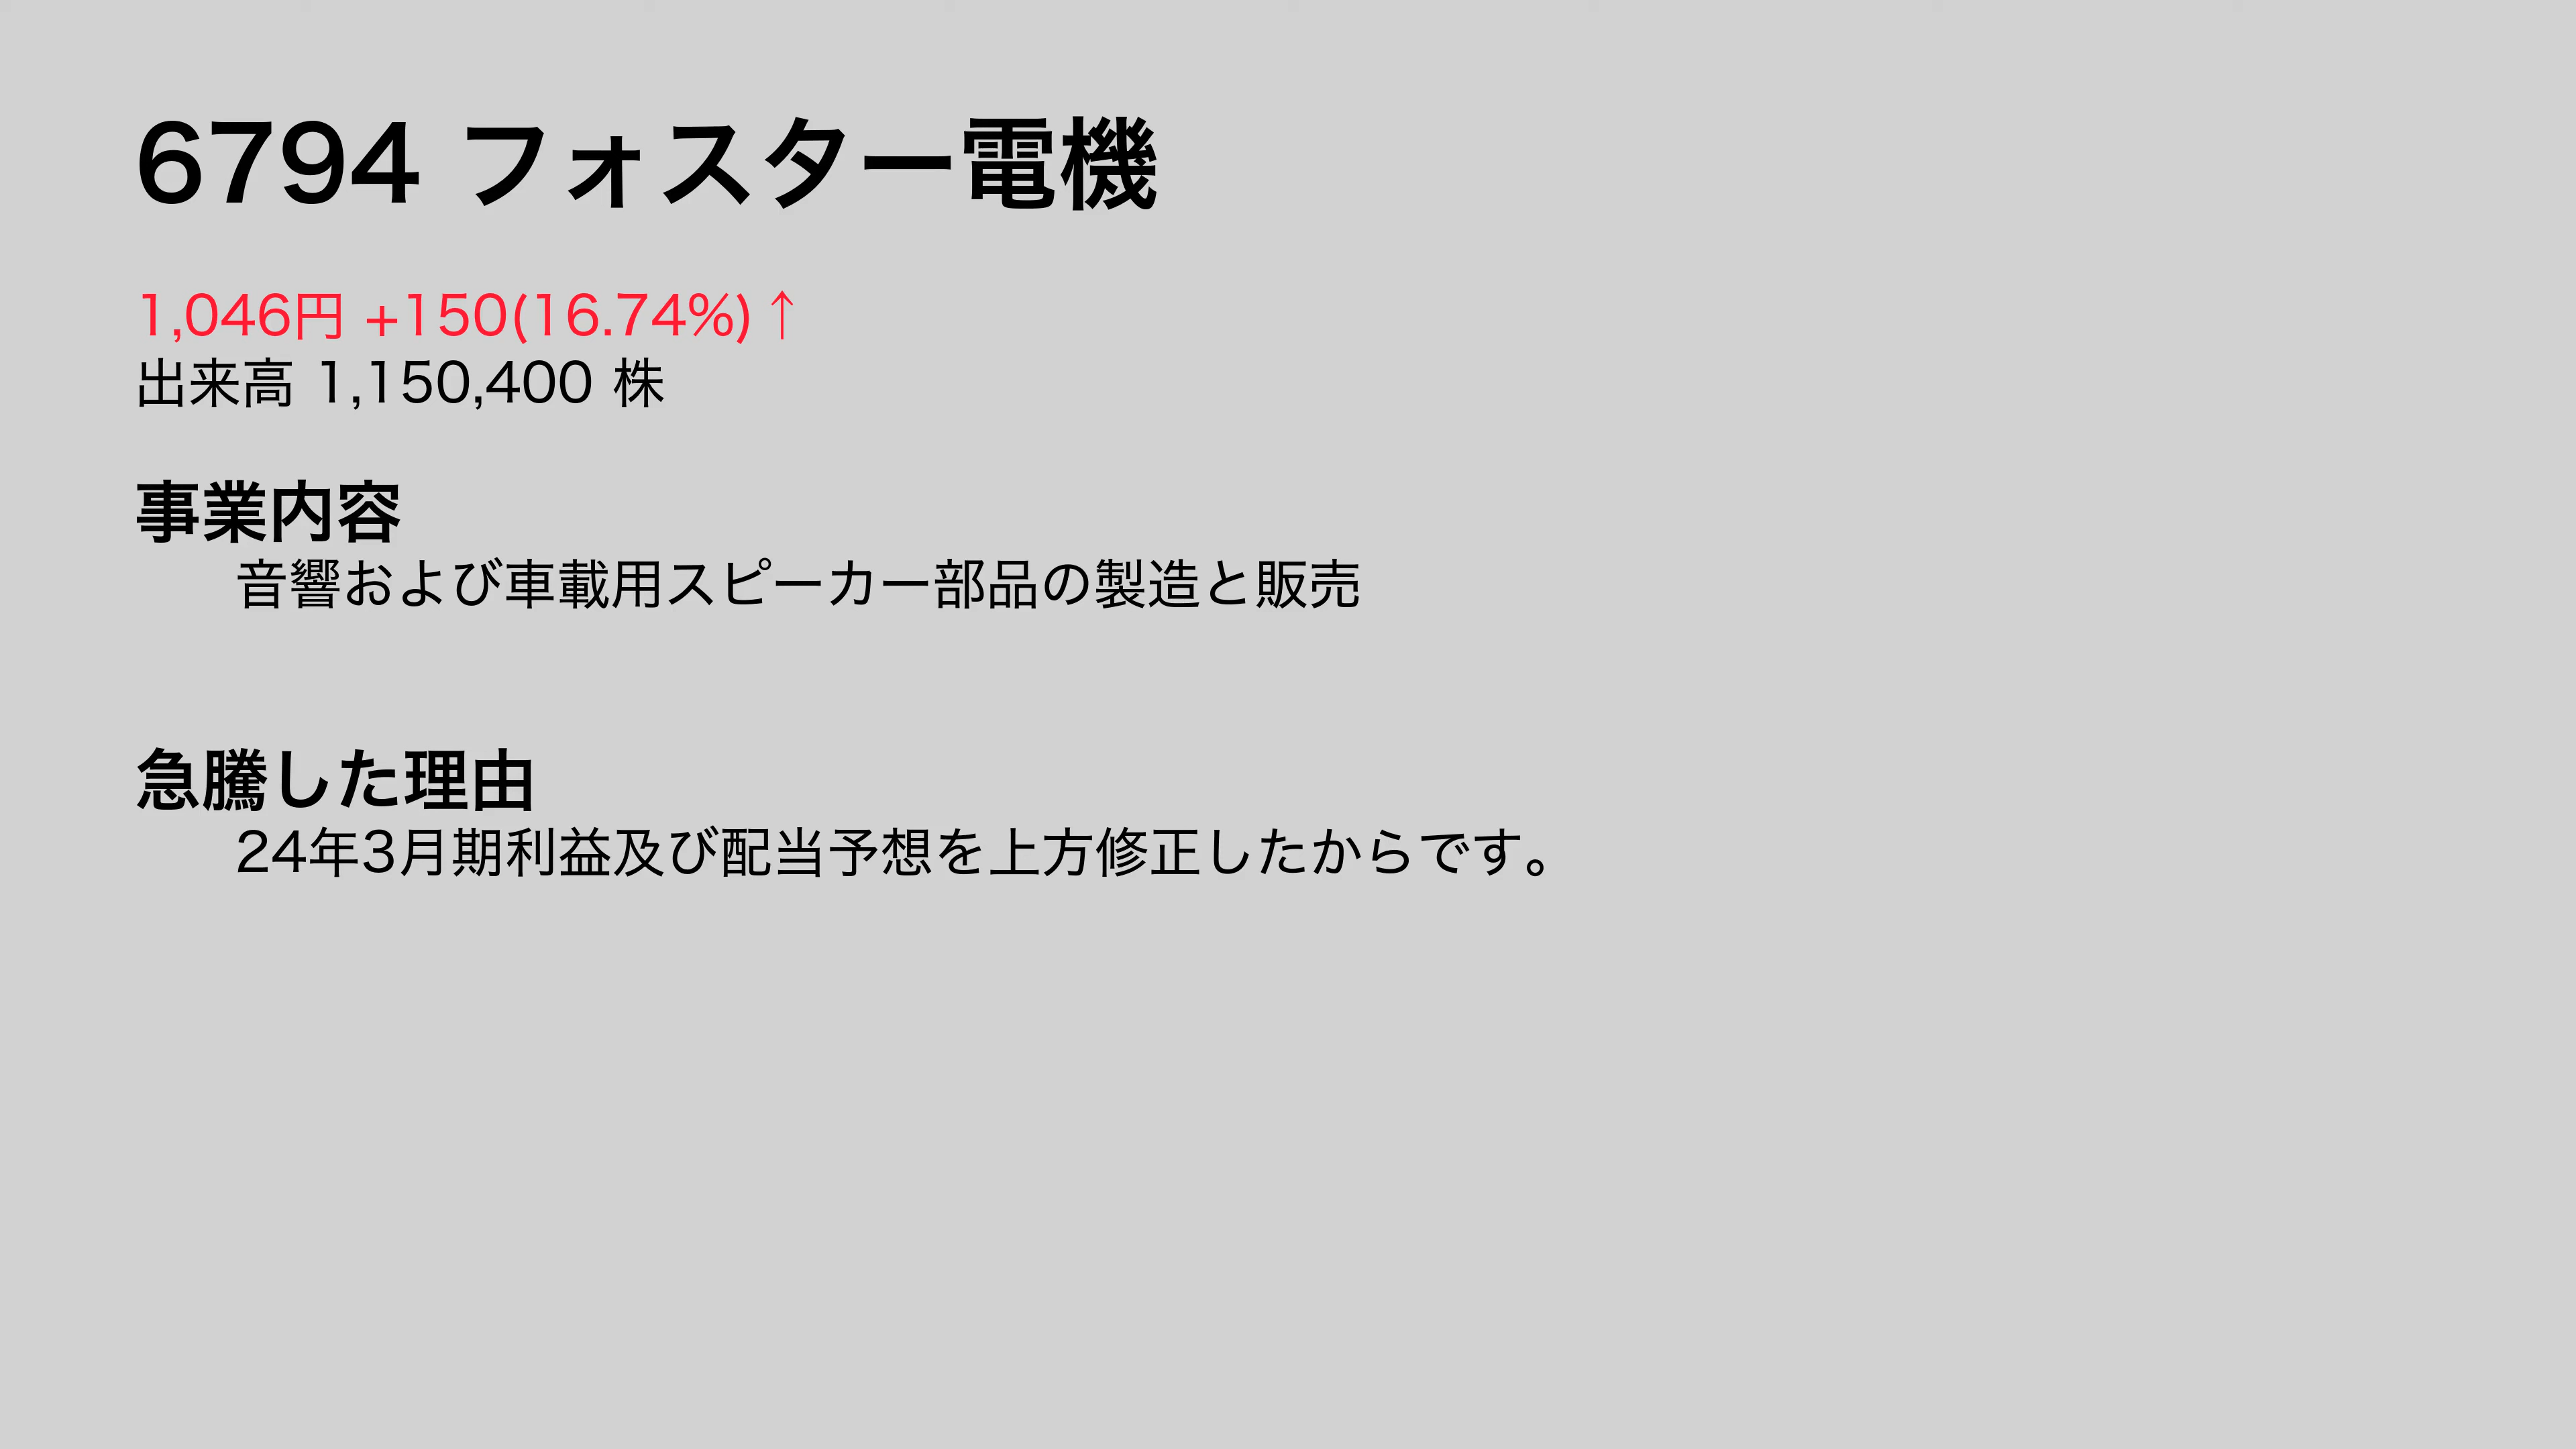 6794 フォスター電機
1,046円 +150(16.74%)↑
出来高 1,150,400 株
事業内容
音響および車載用スピーカー部品の製造と販売
急騰した理由
24年3月期利益及び配当予想を上方修正したからです。